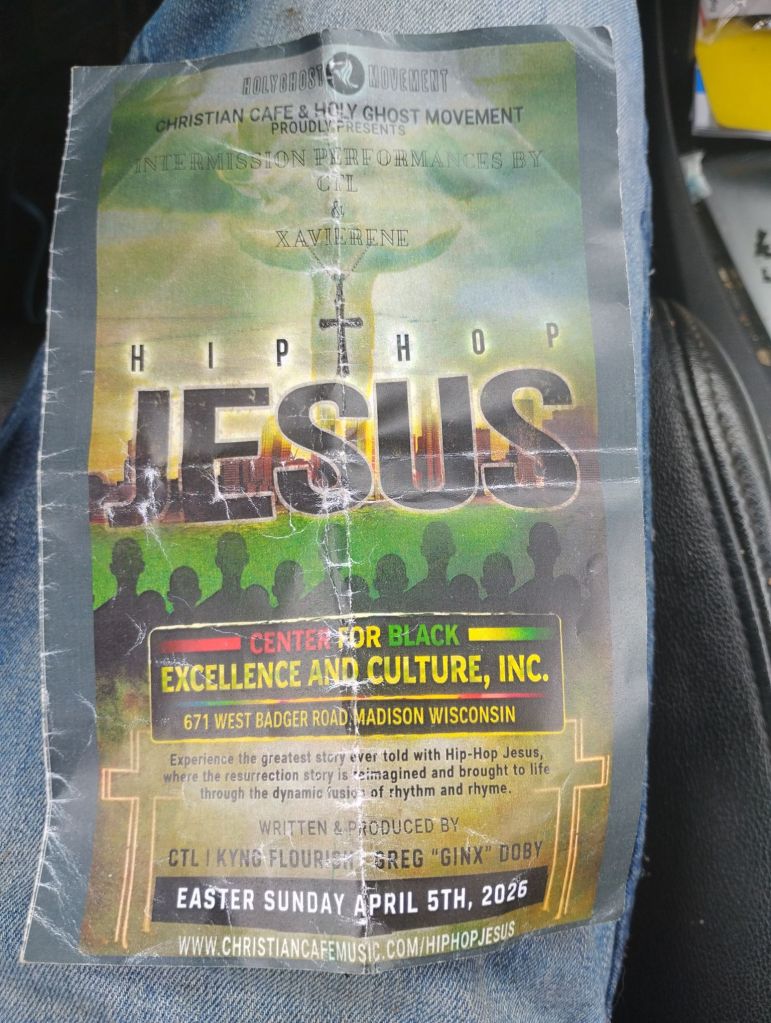 HOLYGHOST MOVEMENT
CHRISTIAN CAFE & HOLY GHOST MOVEMENT
PROUDLY PRESENTS
INTERMISSION PERFORMANCES BY
CTL
&
XAVIERENE
HIP HOP
JESUS
CENTER FOR BLACK
EXCELLENCE AND CULTURE, INC.
671 WEST BADGER ROAD, MADISON WISCONSIN
Experience the greatest story ever told with Hip-Hop Jesus,
where the resurrection story is reimagined and brought to life
through the dynamic fusion of rhythm and rhyme.
WRITTEN & PRODUCED BY
CTL | KYNG FLOURISH GREG "GINX" DOBY
EASTER SUNDAY APRIL 5TH, 2026
WWW.CHRISTIANCAFEMUSIC.COM/HIPHOPJESUS